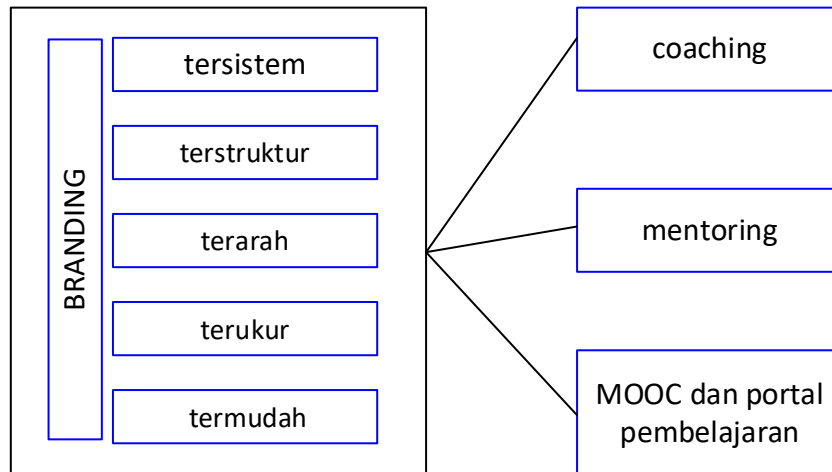 BRANDING
tersistem
terstruktur
terarah
terukur
termudah
coaching
mentoring
MOOC dan portal
pembelajaran